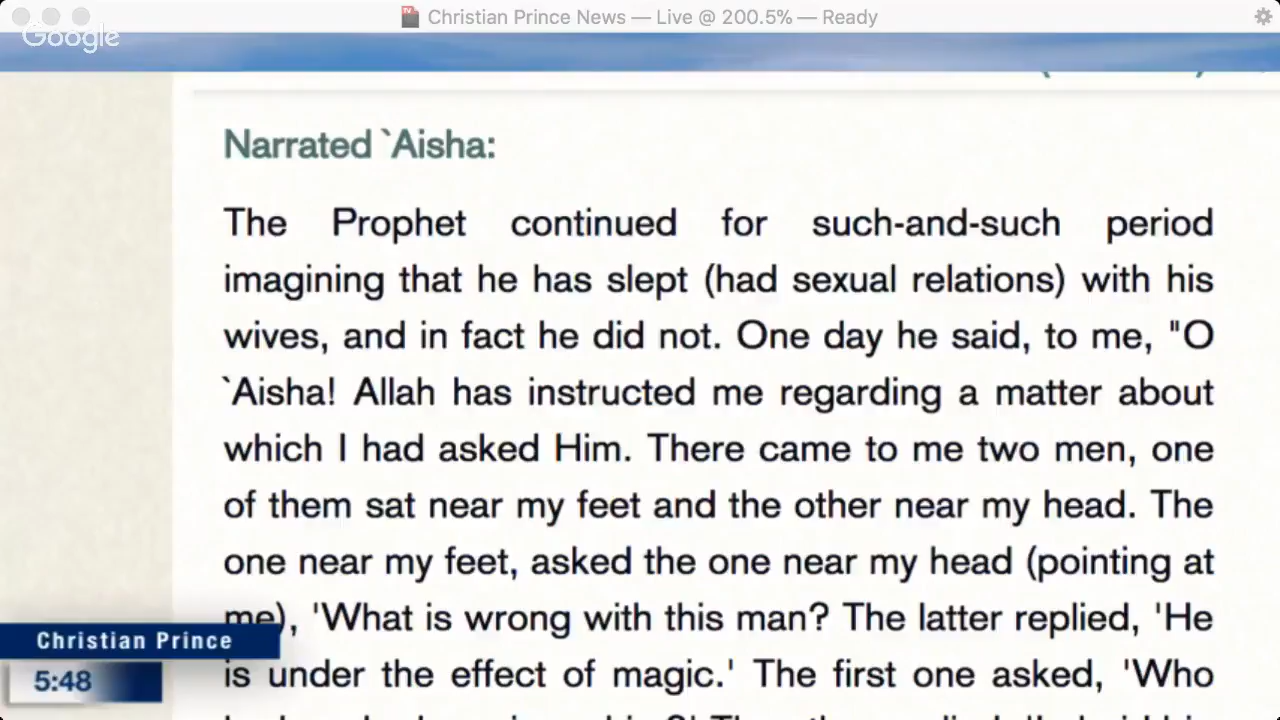 Christian Prince News — Live @ 200.5% — Ready
Google
Narrated `Aisha:
The Prophet continued for such-and-such period
imagining that he has slept (had sexual relations) with his
wives, and in fact he did not. One day he said, to me, "O
`Aisha! Allah has instructed me regarding a matter about
which I had asked Him. There came to me two men, one
of them sat near my feet and the other near my head. The
one near my feet, asked the one near my head (pointing at
me), 'What is wrong with this man? The latter replied, 'He
is under the effect of magic.' The first one asked, 'Who
Christian Prince
5:48